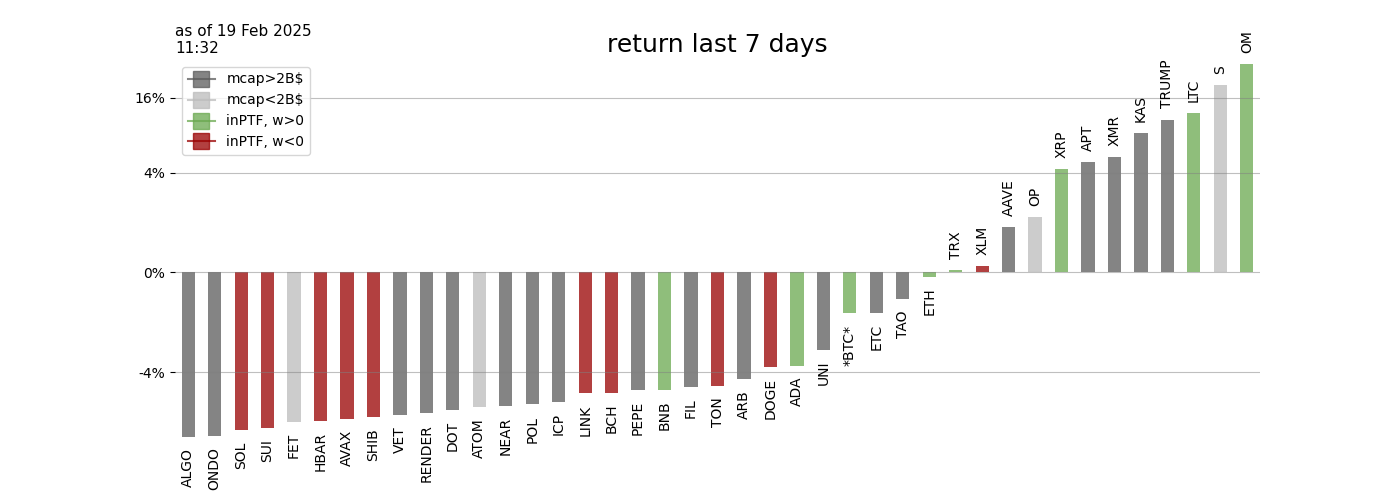 as of 19 Feb 2025
11:32
return last 7 days
mcap>2B$
mcap<2B$
inPTF, w>0
inPTF, w<0
16%
4%
0%
-4%
ALGO
ONDO
SOL
SUI
FET
HBAR
AVAX
SHIB
VET
RENDER
DOT
ATOM
NEAR
POL
ICP
LINK
BCH
PEPE
BNB
FIL
TON
ARB
DOGE
ADA
UNI
*BTC*
ETC
TAO
ETH
TRX
XLM
AAVE
OP
XRP
APT
XMR
KAS
TRUMP
LTC
S
OM